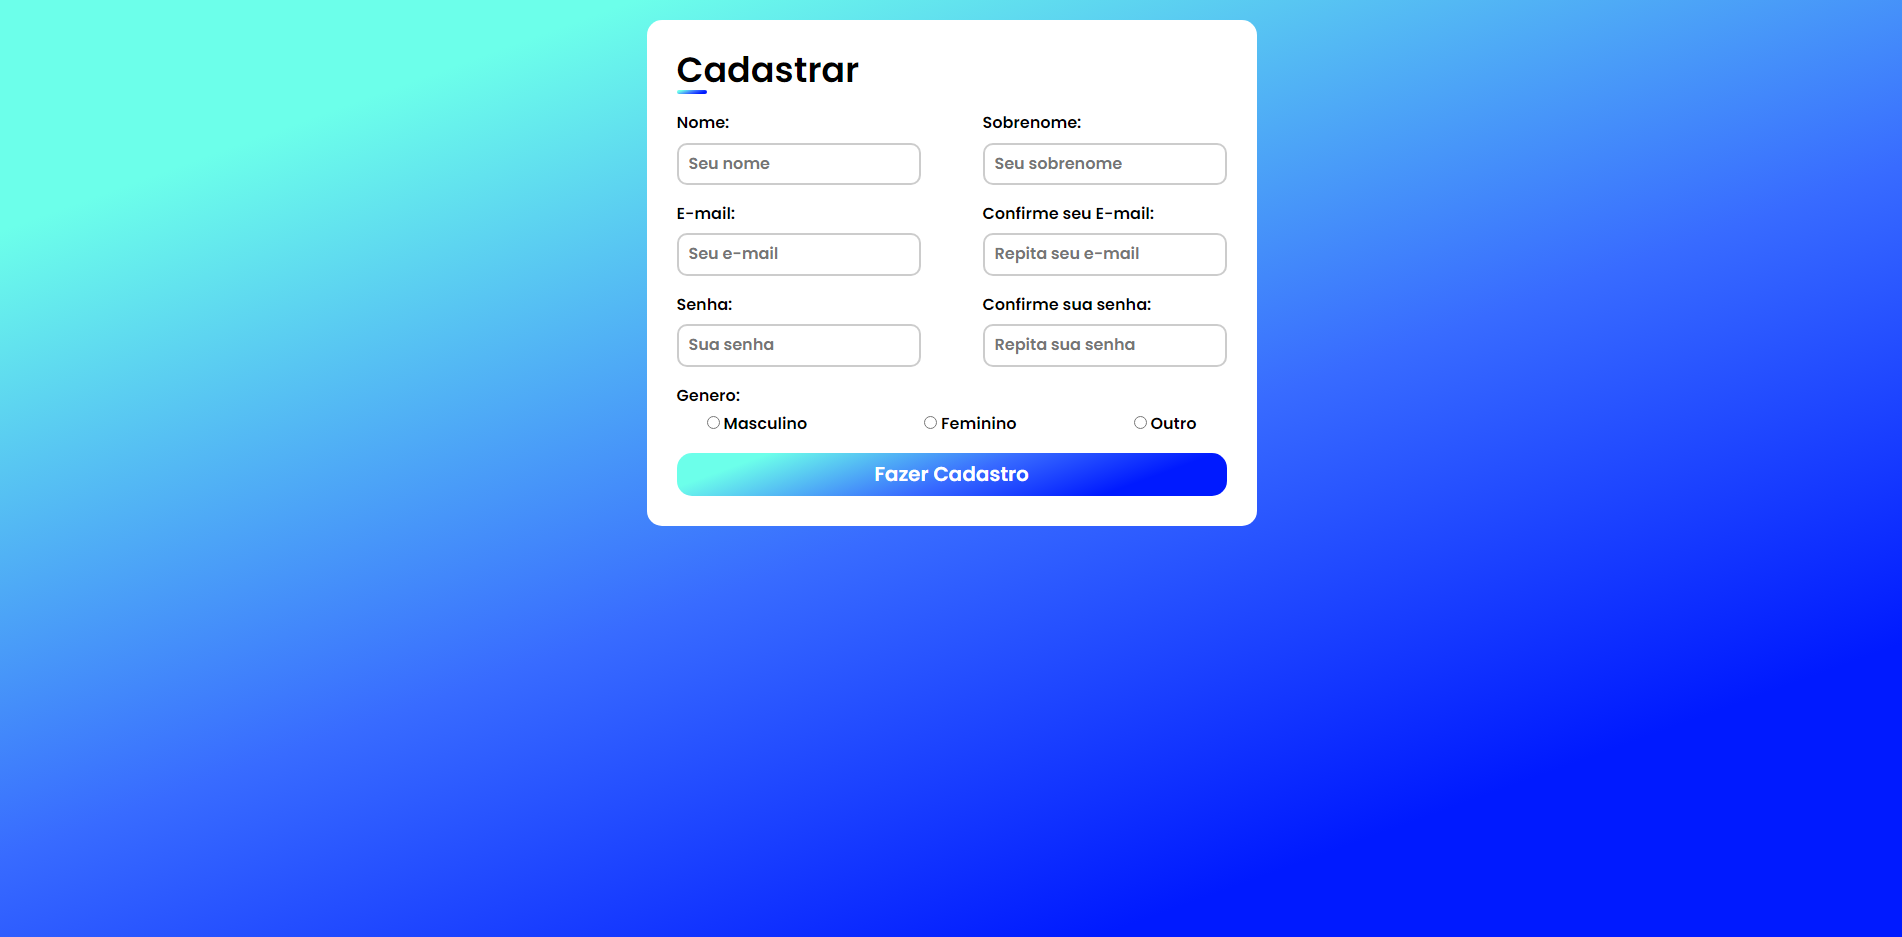 Cadastrar
Nome: Sobrenome:
Seu nome Seu sobrenome
E-mail: Confirme seu E-mail:
Seu e-mail Repita seu e-mail
Senha: Confirme sua senha:
Sua senha Repita sua senha
Genero:
Masculino Feminino Outro
Fazer Cadastro